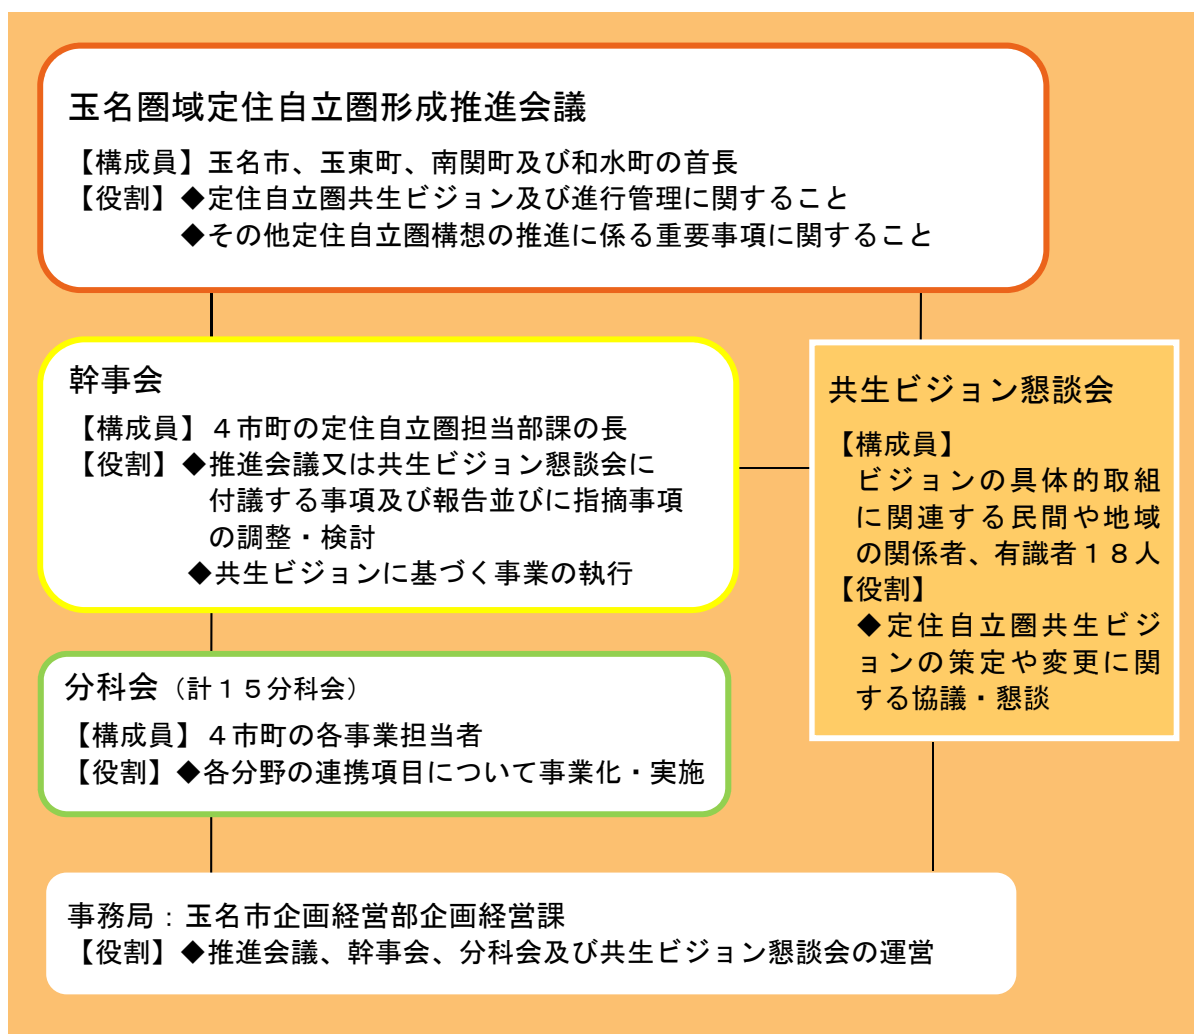 玉名圏域定住自立圏形成推進会議
【構成員】玉名市、玉東町、南関町及び和水町の首長
【役割】◆定住自立圏共生ビジョン及び進行管理に関すること
◆その他定住自立圏構想の推進に係る重要事項に関すること
幹事会
【構成員】４市町の定住自立圏担当部課の長
【役割】◆推進会議又は共生ビジョン懇談会に
付議する事項及び報告並びに指摘事項
の調整・検討
◆共生ビジョンに基づく事業の執行
共生ビジョン懇談会
【構成員】
ビジョンの具体的取組
に関連する民間や地域
の関係者、有識者１８人
【役割】
◆定住自立圏共生ビジ
ョンの策定や変更に関
する協議・懇談
分科会（計１５分科会）
【構成員】４市町の各事業担当者
【役割】◆各分野の連携項目について事業化・実施
事務局：玉名市企画経営部企画経営課
【役割】◆推進会議、幹事会、分科会及び共生ビジョン懇談会の運営